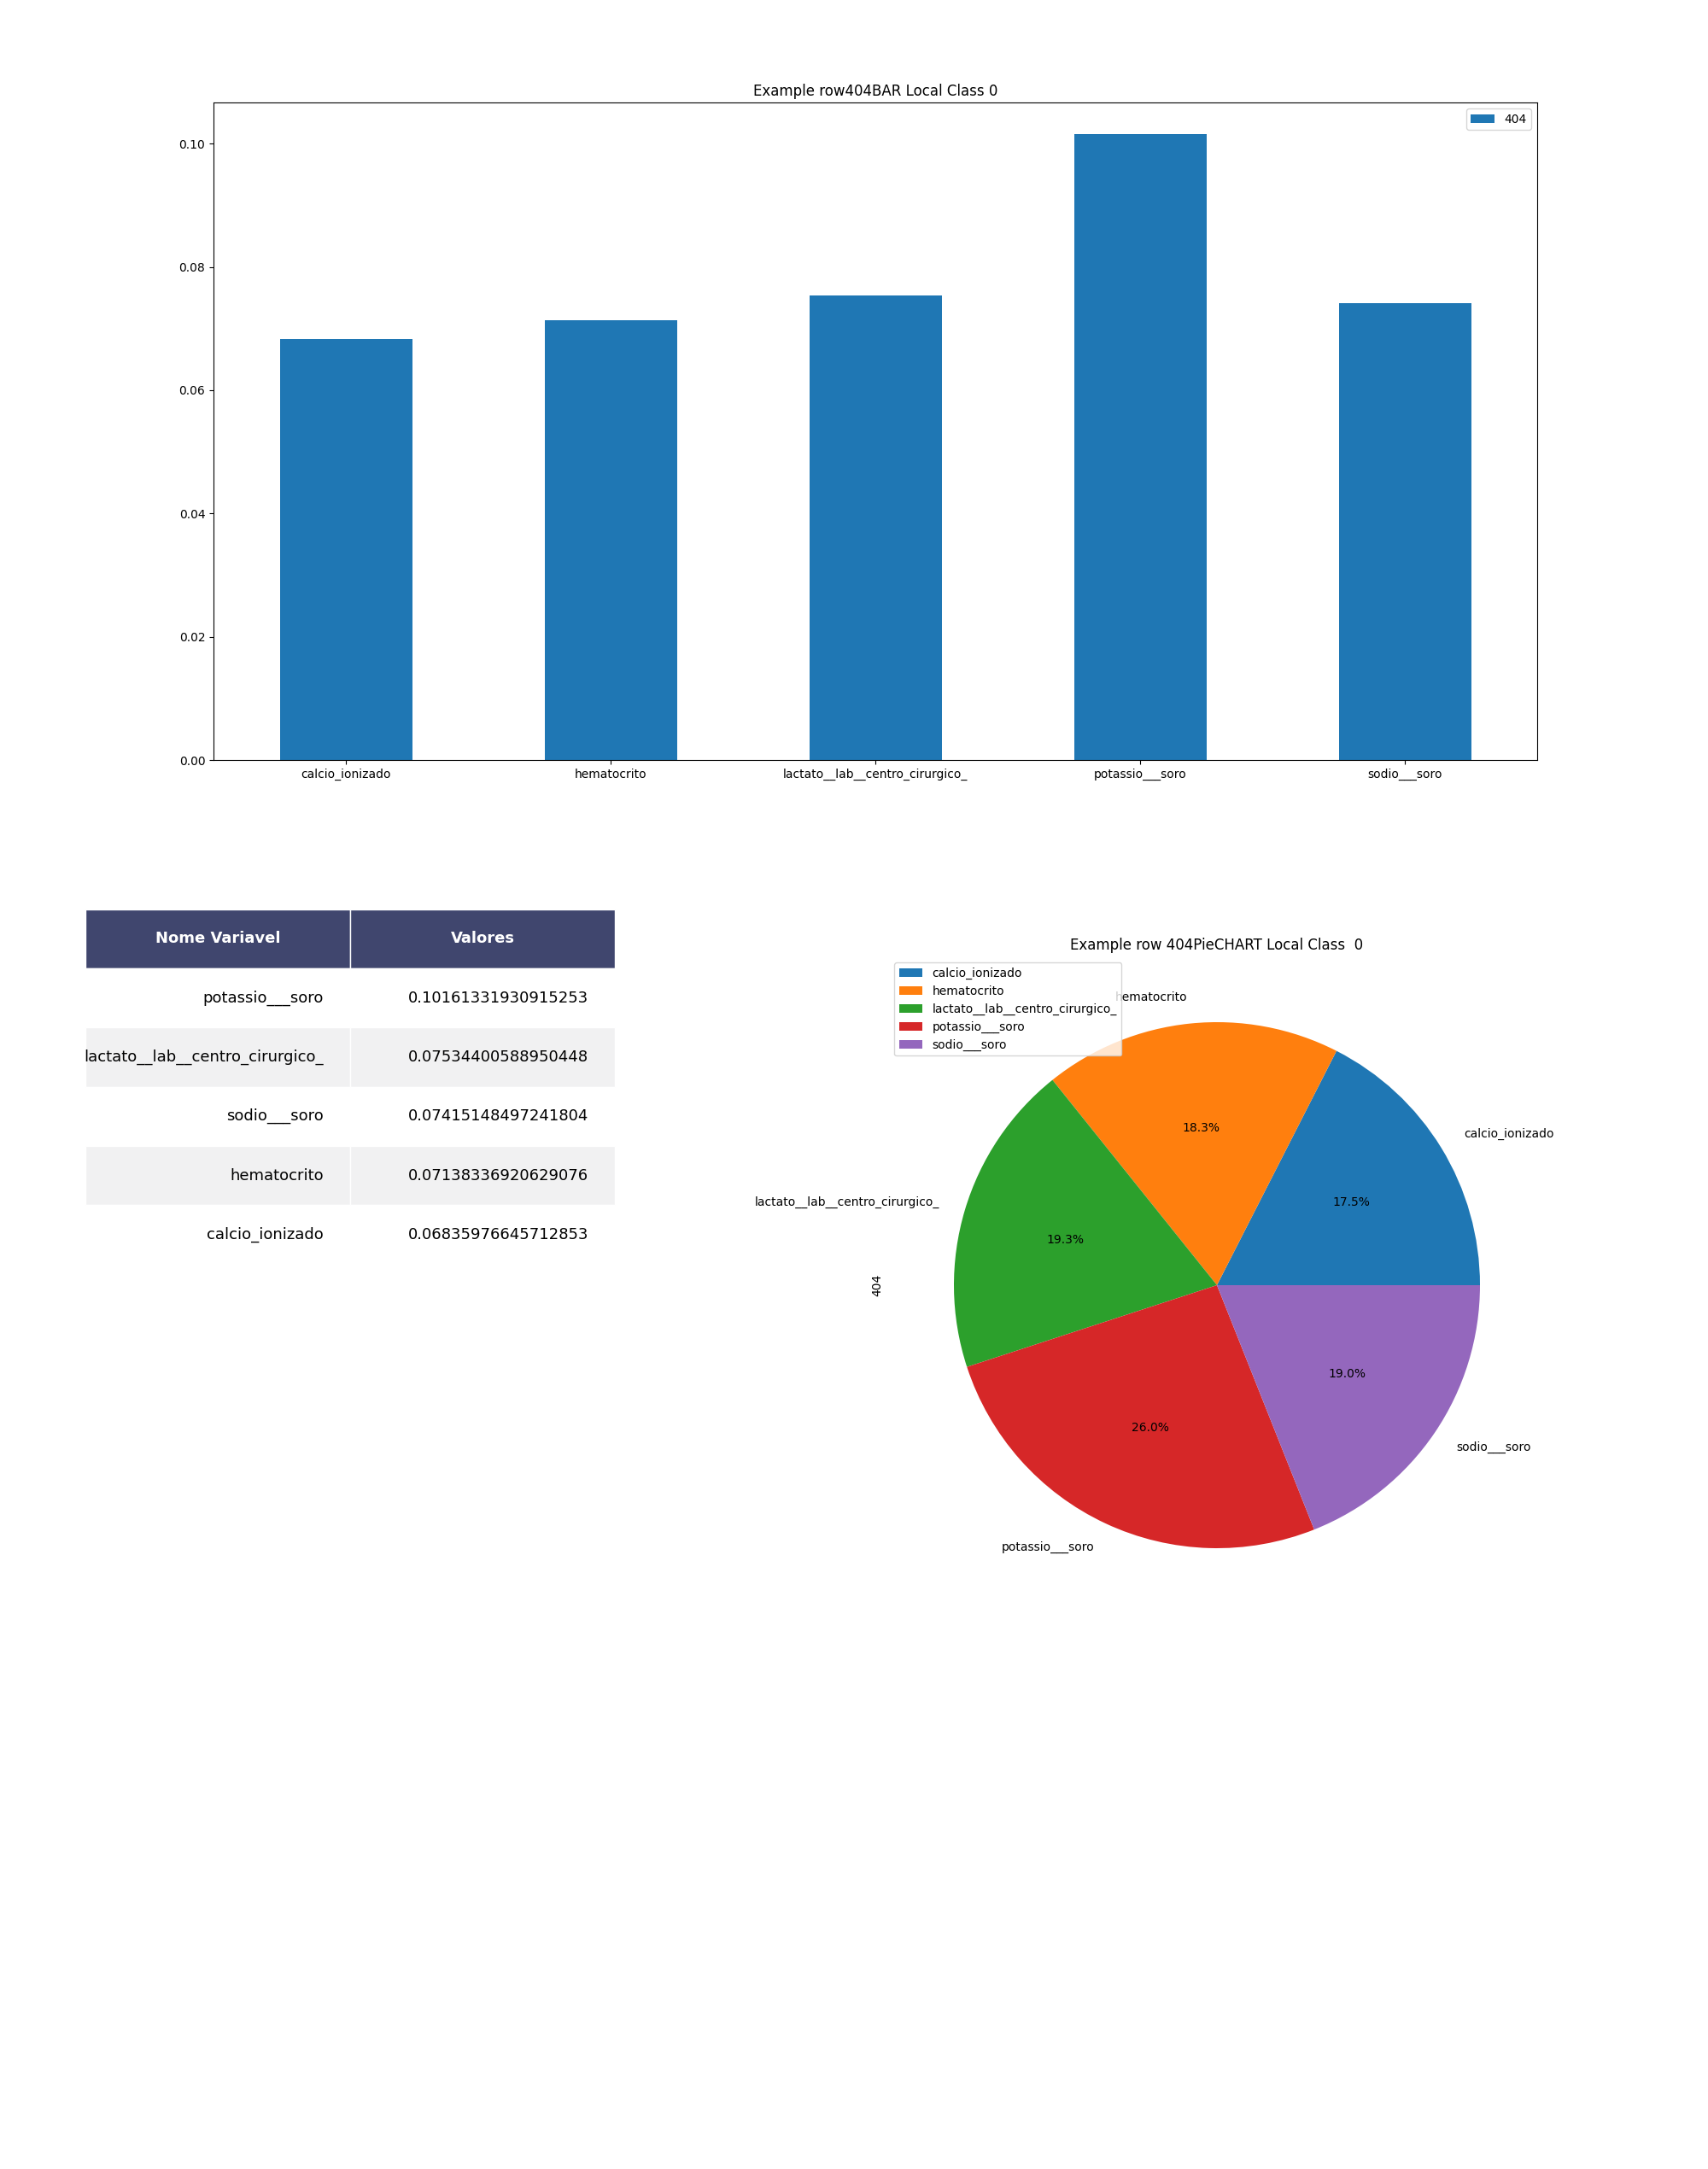 Example row404BAR Local Class 0
404
0.10
0.08
0.06
0.04
0.02
0.00
calcio_ionizado hematocrito lactato__lab__centro_cirurgico_ potassio___soro sodio___soro
Nome Variavel Valores
potassio___soro 0.10161331930915253
lactato__lab__centro_cirurgico_ 0.07534400588950448
sodio___soro 0.07415148497241804
hematocrito 0.07138336920629076
calcio_ionizado 0.06835976645712853
Example row 404PieCHART Local Class  0
calcio_ionizado
hematocrito
lactato__lab__centro_cirurgico_
potassio___soro
sodio___soro
hematocrito
18.3%
calcio_ionizado
17.5%
lactato__lab__centro_cirurgico_
19.3%
404
19.0%
26.0%
sodio___soro
potassio___soro